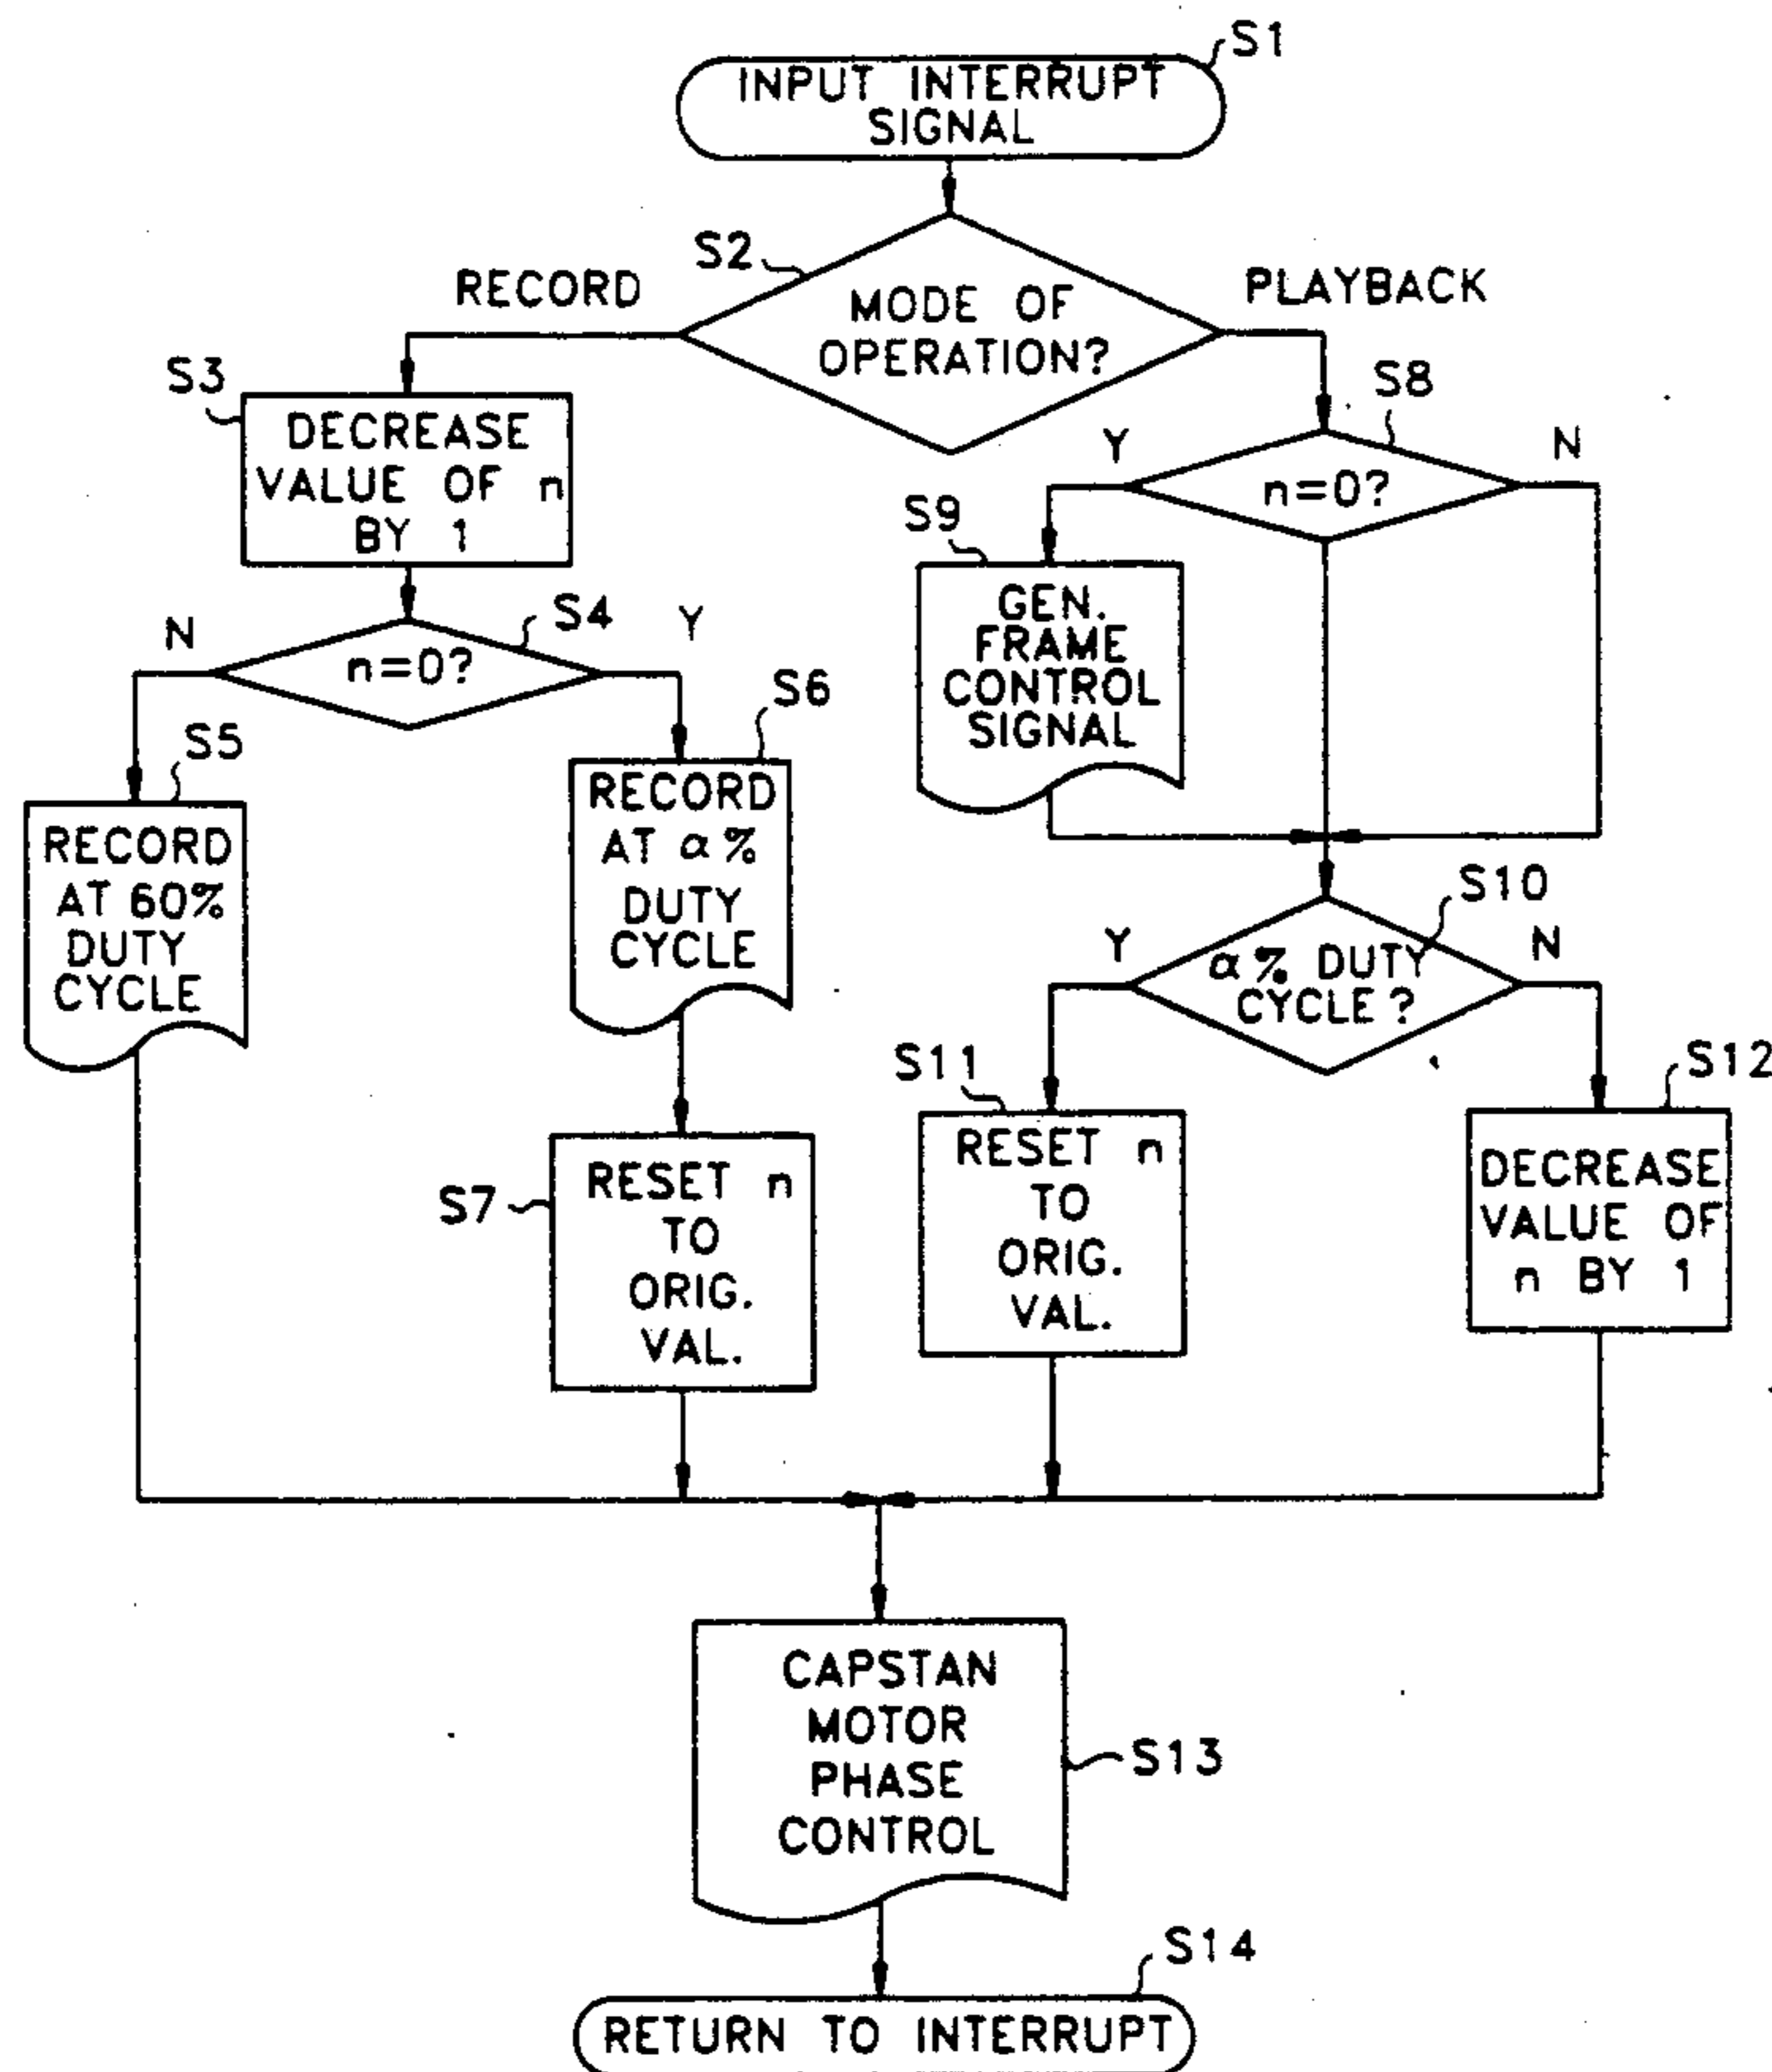 S1
INPUT INTERRUPT
SIGNAL
S2
RECORD
PLAYBACK
MODE OF
OPERATION?
S3
DECREASE
VALUE OF n
BY 1
S8
Y
N
n=0?
S9
GEN.
FRAME
CONTROL
SIGNAL
N
S4
Y
n=0?
S5
RECORD
AT 60%
DUTY
CYCLE
S6
RECORD
AT α%
DUTY
CYCLE
S10
Y
N
α% DUTY
CYCLE?
S7
RESET n
TO
ORIG.
VAL.
S11
RESET n
TO
ORIG.
VAL.
S12
DECREASE
VALUE OF
n BY 1
CAPSTAN
MOTOR
PHASE
CONTROL
S13
S14
RETURN TO INTERRUPT